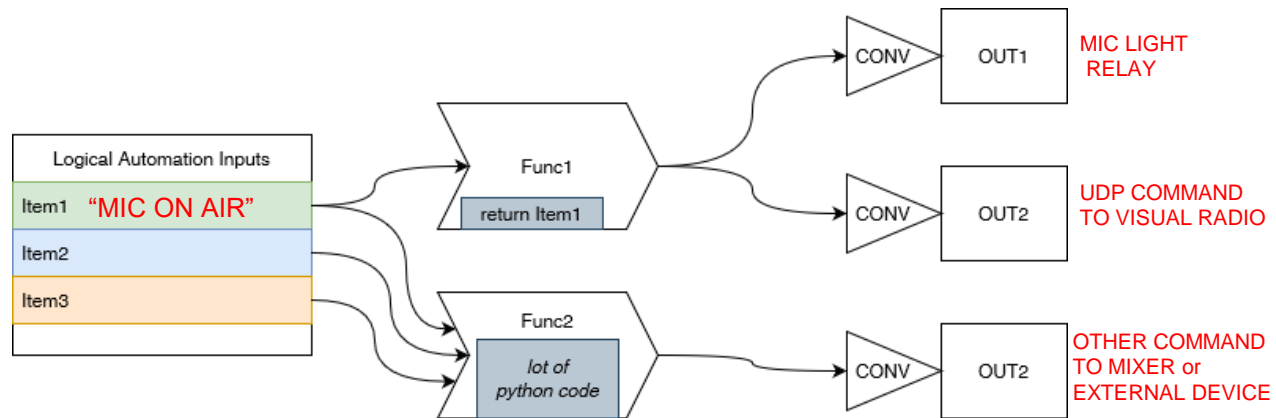 Logical Automation Inputs
Item1 “MIC ON AIR”
Item2
Item3
Func1
return Item1
Func2
lot of
python code
CONV
OUT1
MIC LIGHT
RELAY
CONV
OUT2
UDP COMMAND
TO VISUAL RADIO
CONV
OUT2
OTHER COMMAND
TO MIXER or
EXTERNAL DEVICE